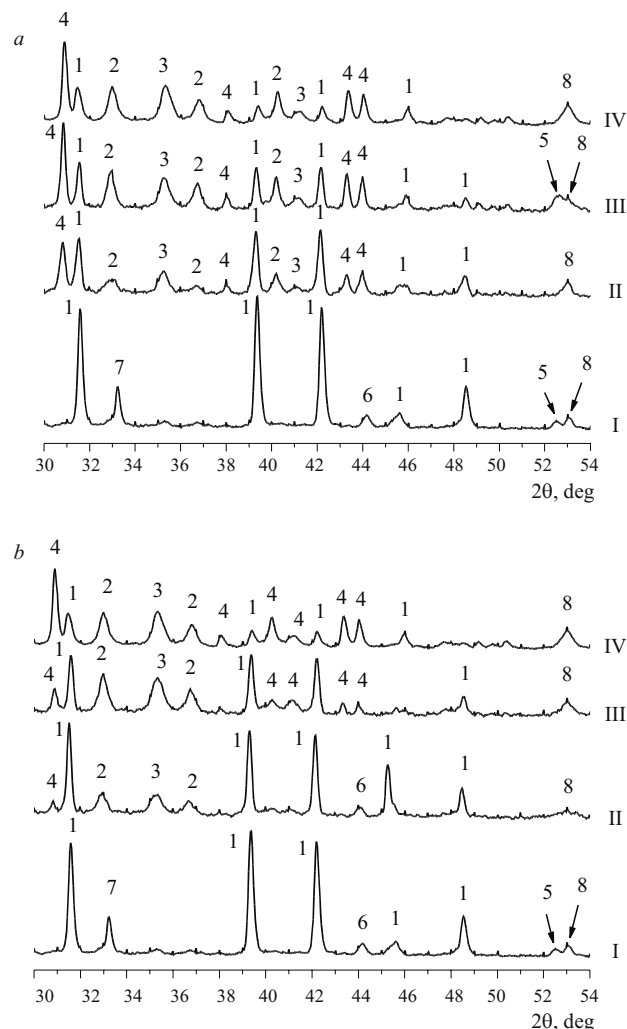 a
4 1 2 3 2 4 1 2 3 1 4 4 1 8
IV
4 1 2 3 2 4 1 2 3 1 4 4 1 1 5 8
III
4 1 2 3 2 4 1 2 3 1 4 4 1 1 8
II
1 7 1 1 6 1 1 5 8
I
30 32 34 36 38 40 42 44 46 48 50 52 54
2θ, deg
b
4 1 2 3 2 4 1 4 4 1 4 4 1 8
IV
4 1 2 3 2 1 4 4 4 4 1 8
III
4 1 2 3 2 1 1 6 1 1 8
II
1 7 1 1 6 1 1 5 8
I
30 32 34 36 38 40 42 44 46 48 50 52 54
2θ, deg